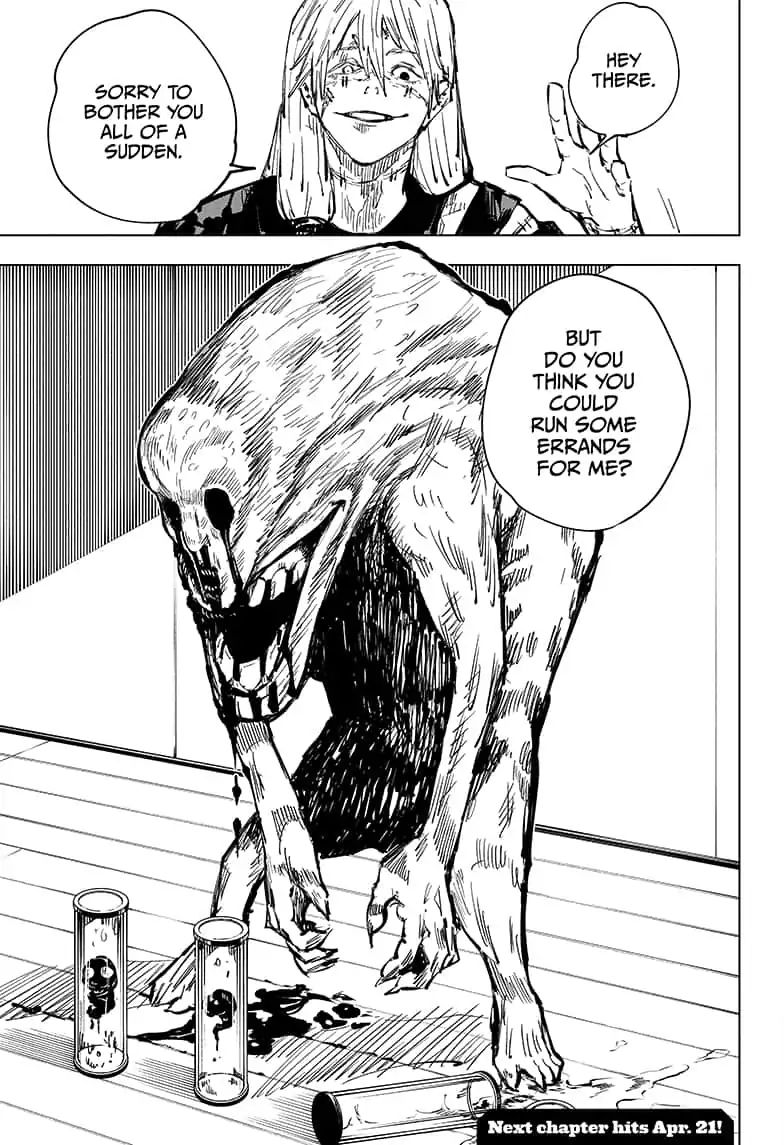 HEY
THERE.
SORRY TO
BOTHER YOU
ALL OF A
SUDDEN.
BUT
DO YOU
THINK YOU
COULD
RUN SOME
ERRANDS
FOR ME?
Next chapter hits Apr. 21!